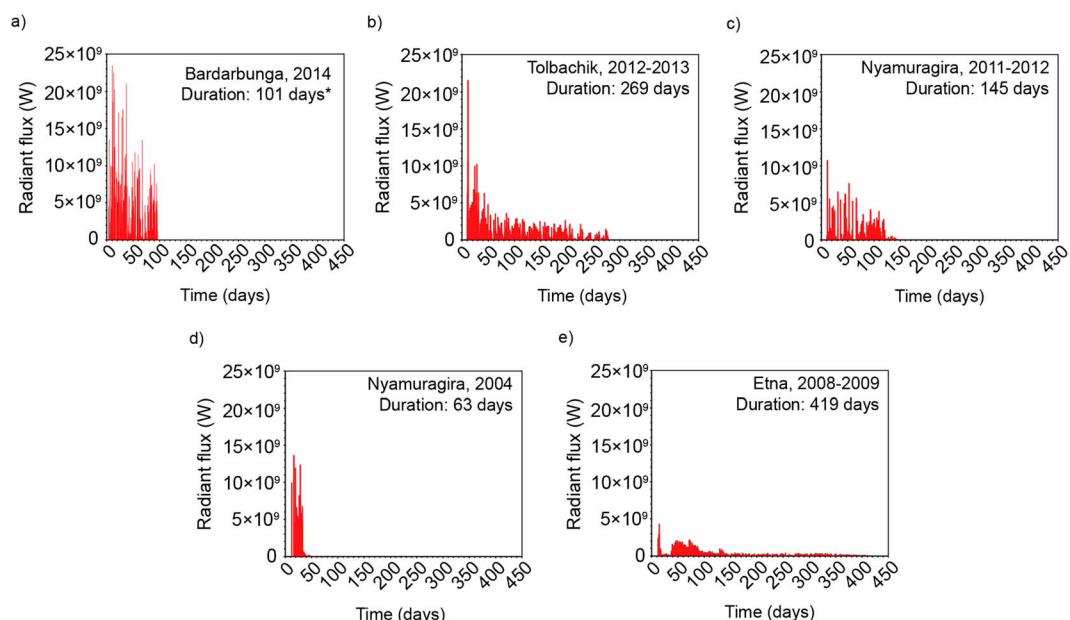 a)
25×10⁹
20×10⁹
15×10⁹
10×10⁹
5×10⁹
0
Radiant flux (W)
Bardarbunga, 2014
Duration: 101 days*
0 50 100 150 200 250 300 350 400 450
Time (days)
b)
25×10⁹
20×10⁹
15×10⁹
10×10⁹
5×10⁹
0
Radiant flux (W)
Tolbachik, 2012-2013
Duration: 269 days
0 50 100 150 200 250 300 350 400 450
Time (days)
c)
25×10⁹
20×10⁹
15×10⁹
10×10⁹
5×10⁹
0
Radiant flux (W)
Nyamuragira, 2011-2012
Duration: 145 days
0 50 100 150 200 250 300 350 400 450
Time (days)
d)
25×10⁹
20×10⁹
15×10⁹
10×10⁹
5×10⁹
0
Radiant flux (W)
Nyamuragira, 2004
Duration: 63 days
0 50 100 150 200 250 300 350 400 450
Time (days)
e)
25×10⁹
20×10⁹
15×10⁹
10×10⁹
5×10⁹
0
Radiant flux (W)
Etna, 2008-2009
Duration: 419 days
0 50 100 150 200 250 300 350 400 450
Time (days)